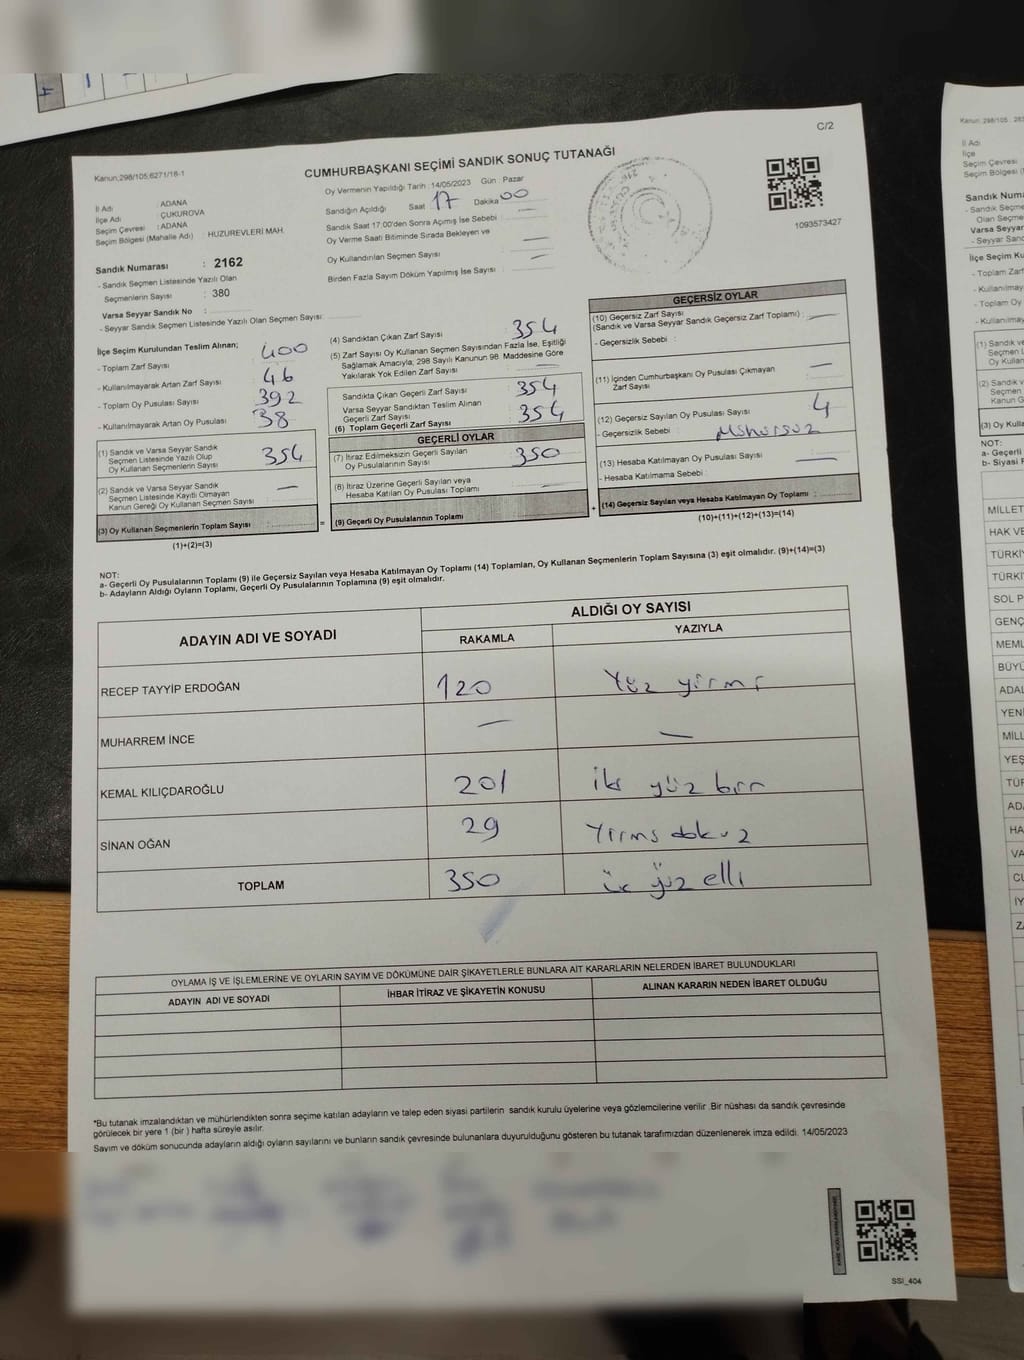 C/2
Kanun;298/105;6271/18-1
CUMHURBAŞKANI SEÇİMİ SANDIK SONUÇ TUTANAĞI
Oy Vermenin Yapıldığı Tarih : 14/05/2023 Gün : Pazar
İl Adı : ADANA
İlçe Adı : ÇUKUROVA
Seçim Çevresi : ADANA
Seçim Bölgesi (Mahalle Adı) : HUZUREVLERİ MAH.
Sandığın Açıldığı Saat 17 Dakika 00
Sandık Saat 17:00'den Sonra Açımış İse Sebebi :
Oy Verme Saati Bitiminde Sırada Bekleyen ve
Oy Kullandırılan Seçmen Sayısı : —
Birden Fazla Sayım Döküm Yapılmış İse Sayısı : —
1093573427
Sandık Numarası : 2162
- Sandık Seçmen Listesinde Yazılı Olan
Seçmenlerin Sayısı : 380
Varsa Seyyar Sandık No :
- Seyyar Sandık Seçmen Listesinde Yazılı Olan Seçmen Sayısı:
İlçe Seçim Kurulundan Teslim Alınan;
- Toplam Zarf Sayısı : 400
- Kullanılmayarak Artan Zarf Sayısı : 46
- Toplam Oy Pusulası Sayısı : 392
- Kullanılmayarak Artan Oy Pusulası : 38
(1) Sandık ve Varsa Seyyar Sandık
Seçmen Listesinde Yazılı Olup
Oy Kullanan Seçmenlerin Sayısı : 354
(2) Sandık ve Varsa Seyyar Sandık
Seçmen Listesinde Kayıtlı Olmayan
Kanun Gereği Oy Kullanan Seçmen Sayısı : —
(3) Oy Kullanan Seçmenlerin Toplam Sayısı :
(1)+(2)=(3)
(4) Sandıktan Çıkan Zarf Sayısı : 354
(5) Zarf Sayısı Oy Kullanan Seçmen Sayısından Fazla İse, Eşitliği
Sağlamak Amacıyla; 298 Sayılı Kanunun 98. Maddesine Göre
Yakılarak Yok Edilen Zarf Sayısı : —
Sandıkta Çıkan Geçerli Zarf Sayısı : 354
Varsa Seyyar Sandıktan Teslim Alınan
Geçerli Zarf Sayısı
(6) Toplam Geçerli Zarf Sayısı : 354
GEÇERLİ OYLAR
(7) İtiraz Edilmeksizin Geçerli Sayılan
Oy Pusulalarının Sayısı : 350
(8) İtiraz Üzerine Geçerli Sayılan veya
Hesaba Katılan Oy Pusulası Toplamı : —
(9) Geçerli Oy Pusulalarının Toplamı
GEÇERSİZ OYLAR
(10) Geçersiz Zarf Sayısı
(Sandık ve Varsa Seyyar Sandık Geçersiz Zarf Toplamı) : —
- Geçersizlik Sebebi :
(11) İçinden Cumhurbaşkanı Oy Pusulası Çıkmayan
Zarf Sayısı : —
(12) Geçersiz Sayılan Oy Pusulası Sayısı : 4
- Geçersizlik Sebebi : Mühürsüz
(13) Hesaba Katılmayan Oy Pusulası Sayısı : —
- Hesaba Katılmama Sebebi :
(14) Geçersiz Sayılan veya Hesaba Katılmayan Oy Toplamı :
(10)+(11)+(12)+(13)=(14)
NOT:
a- Geçerli Oy Pusulalarının Toplamı (9) ile Geçersiz Sayılan veya Hesaba Katılmayan Oy Toplamı (14) Toplamları, Oy Kullanan Seçmenlerin Toplam Sayısına (3) eşit olmalıdır. (9)+(14)=(3)
b- Adayların Aldığı Oyların Toplamı, Geçerli Oy Pusulalarının Toplamına (9) eşit olmalıdır.
ADAYIN ADI VE SOYADI ALDIĞI OY SAYISI
RAKAMLA YAZIYLA
RECEP TAYYİP ERDOĞAN 120 Yüz yirmi
MUHARREM İNCE — —
KEMAL KILIÇDAROĞLU 201 iki yüz bir
SİNAN OĞAN 29 Yirmi dokuz
TOPLAM 350 üç yüz elli
OYLAMA İŞ VE İŞLEMLERİNE VE OYLARIN SAYIM VE DÖKÜMÜNE DAİR ŞİKAYETLERLE BUNLARA AİT KARARLARIN NELERDEN İBARET BULUNDUKLARI
ADAYIN ADI VE SOYADI İHBAR İTİRAZ VE ŞİKAYETİN KONUSU ALINAN KARARIN NEDEN İBARET OLDUĞU
*Bu tutanak imzalandıktan ve mühürlendikten sonra seçime katılan adayların ve talep eden siyasi partilerin sandık kurulu üyelerine veya gözlemcilerine verilir .Bir nüshası da sandık çevresinde
görülecek bir yere 1 (bir ) hafta süreyle asılır.
Sayım ve döküm sonucunda adayların aldığı oyların sayılarını ve bunların sandık çevresinde bulunanlara duyurulduğunu gösteren bu tutanak tarafımızdan düzenlenerek imza edildi. 14/05/2023
SSI_404
İl Adı
İlçe
Seçim Çevresi
Seçim Bölgesi
Sandık
Varsa Seyyar
NOT:
a- Geçerli
MILLET
HAK VE
SOL P
GENÇ